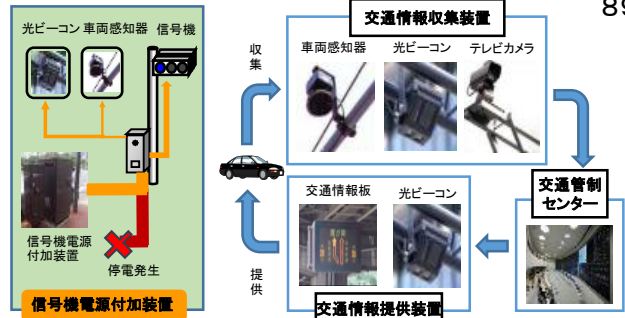 89
光ビーコン 車両感知器 信号機
信号機電源
付加装置
停電発生
信号機電源付加装置
収集
提供
交通情報収集装置
車両感知器 光ビーコン テレビカメラ
交通管制
センター
交通情報板 光ビーコン
交通情報提供装置